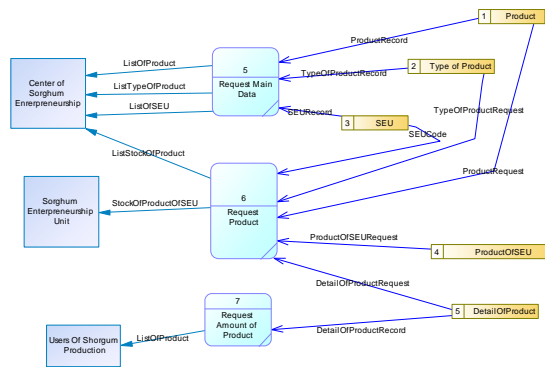 1 Product
ProductRecord
ListOfProduct
5
Request Main
Data
2 Type of Product
TypeOfProductRecord
Center of
Sorghum
Enerpreneurship
ListTypeOfProduct
ListOfSEU
SEURecord
3 SEU
TypeOfProductRequest
SEUCode
ListStockOfProduct
ProductRequest
6
Request
Product
Sorghum
Enterpreneurship
Unit
StockOfProductOfSEU
ProductOfSEURequest
4 ProductOfSEU
DetailOfProductRequest
7
Request
Amount of
Product
5 DetailOfProduct
DetailOfProductRecord
Users Of Shorgum
Production
ListOfProduct